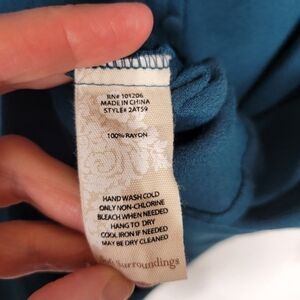 RN# 101206
MADE IN CHINA
STYLE# 2AT59
100% RAYON
HAND WASH COLD
ONLY NON-CHLORINE
BLEACH WHEN NEEDED
HANG TO DRY
COOL IRON IF NEEDED
MAY BE DRY CLEANED
Surroundings